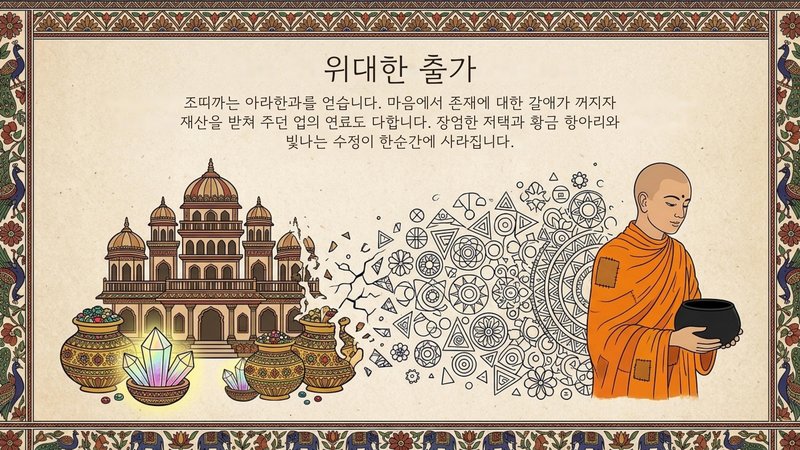 위대한 출가
조띠까는 아라한과를 얻습니다. 마음에서 존재에 대한 갈애가 꺼지자
재산을 받쳐 주던 업의 연료도 다합니다. 장엄한 저택과 황금 항아리와
빛나는 수정이 한순간에 사라집니다.